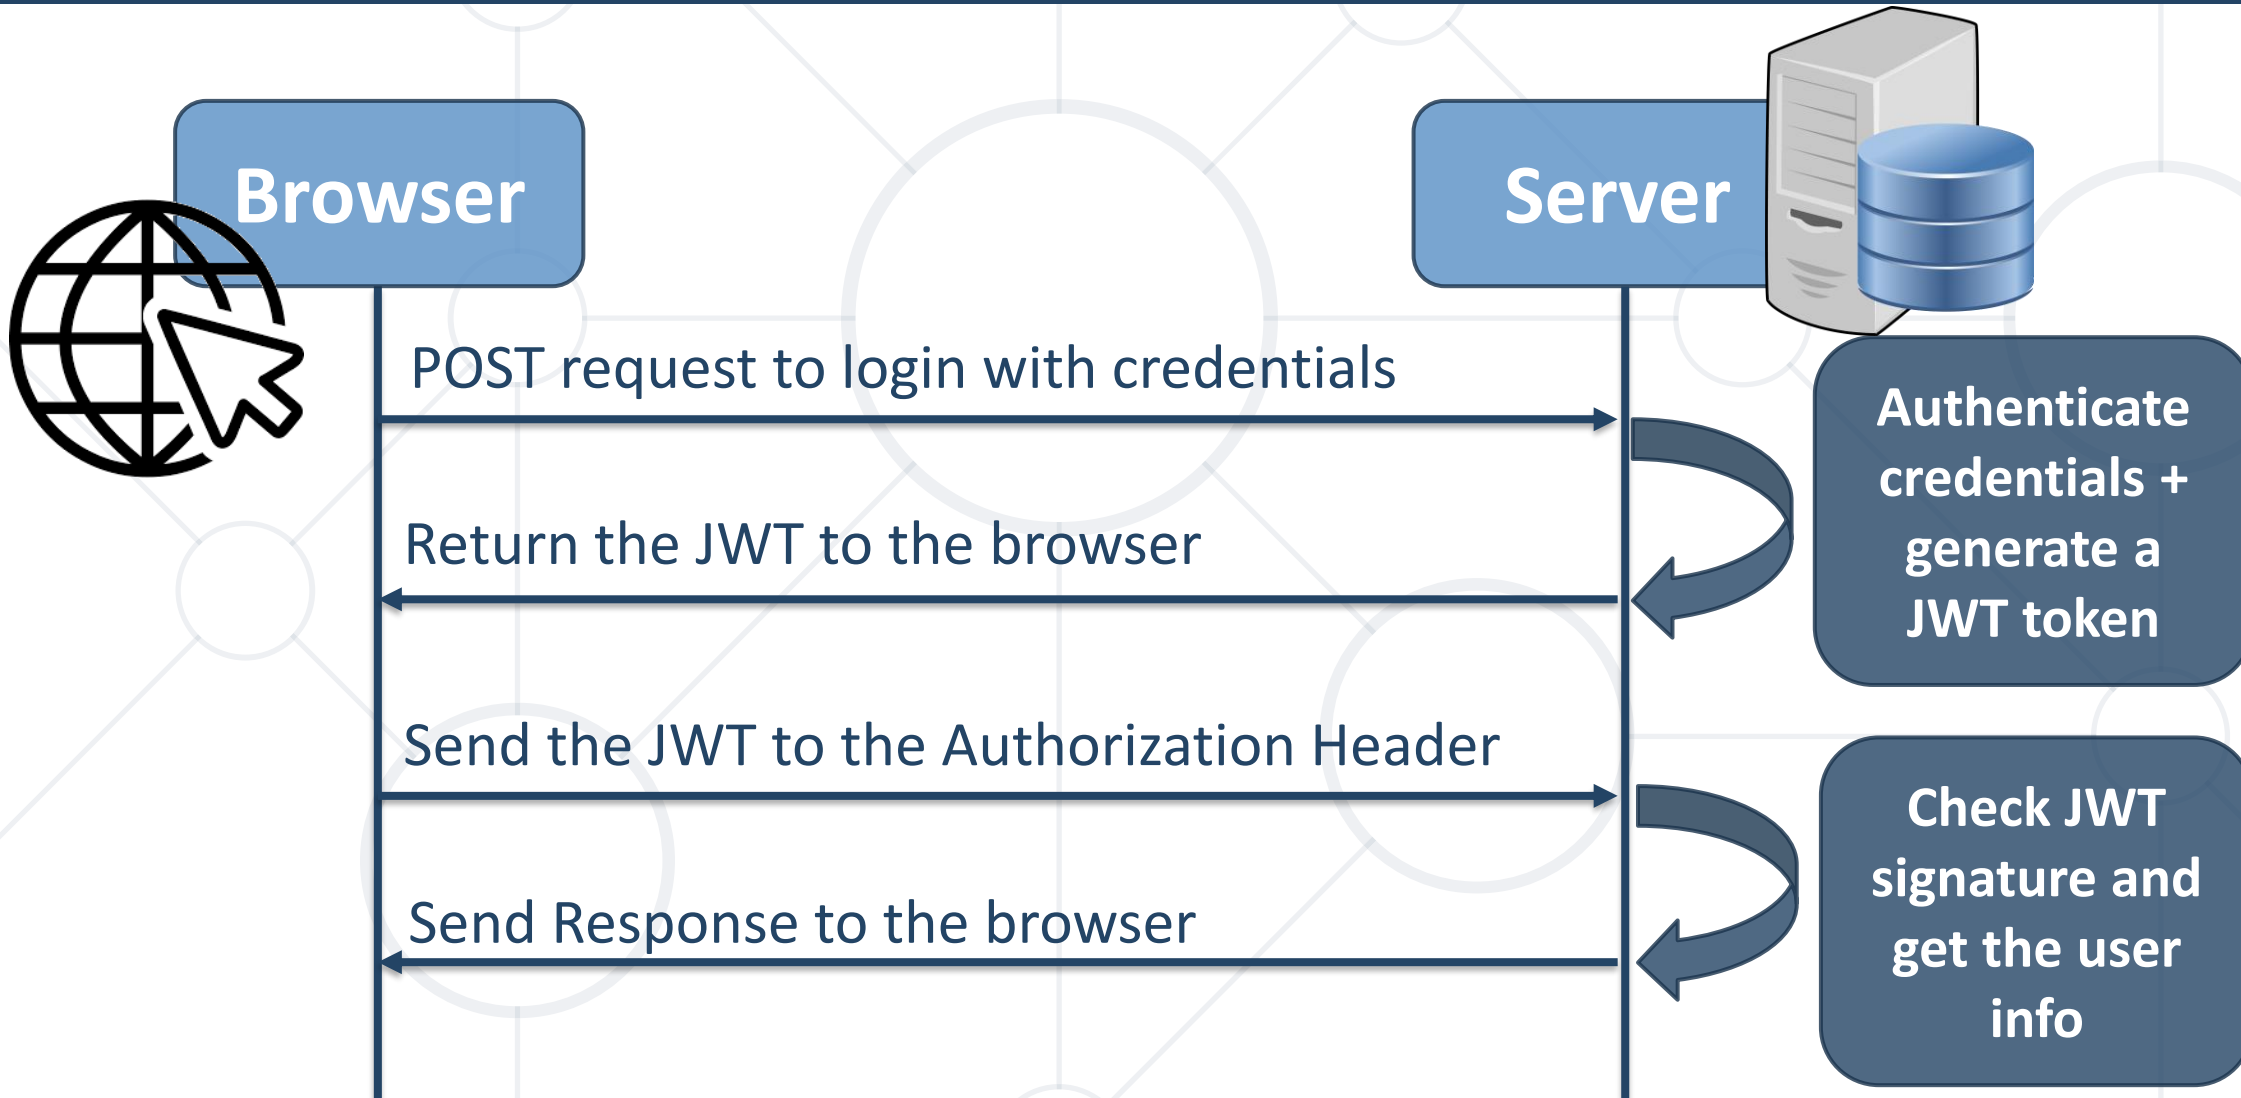 Browser
Server
POST request to login with credentials
Authenticate
credentials +
generate a
JWT token
Return the JWT to the browser
Send the JWT to the Authorization Header
Check JWT
signature and
get the user
info
Send Response to the browser